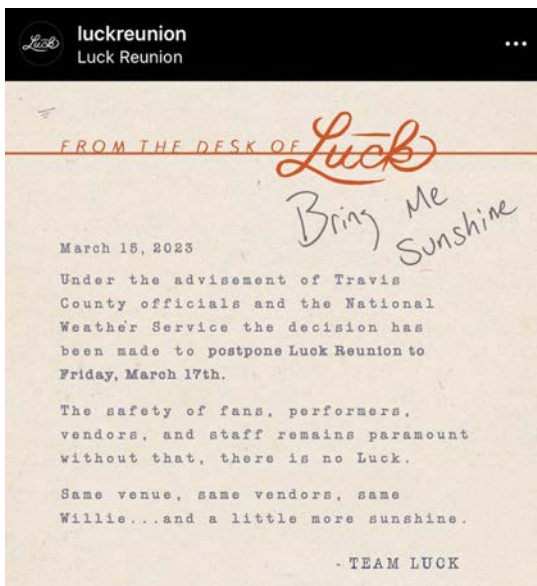 luckreunion
Luck Reunion
FROM THE DESK OF Luck
Bring Me
Sunshine
March 15, 2023
Under the advisement of Travis
County officials and the National
Weather Service the decision has
been made to postpone Luck Reunion to
Friday, March 17th.
The safety of fans, performers,
vendors, and staff remains paramount
without that, there is no Luck.
Same venue, same vendors, same
Willie...and a little more sunshine.
- TEAM LUCK